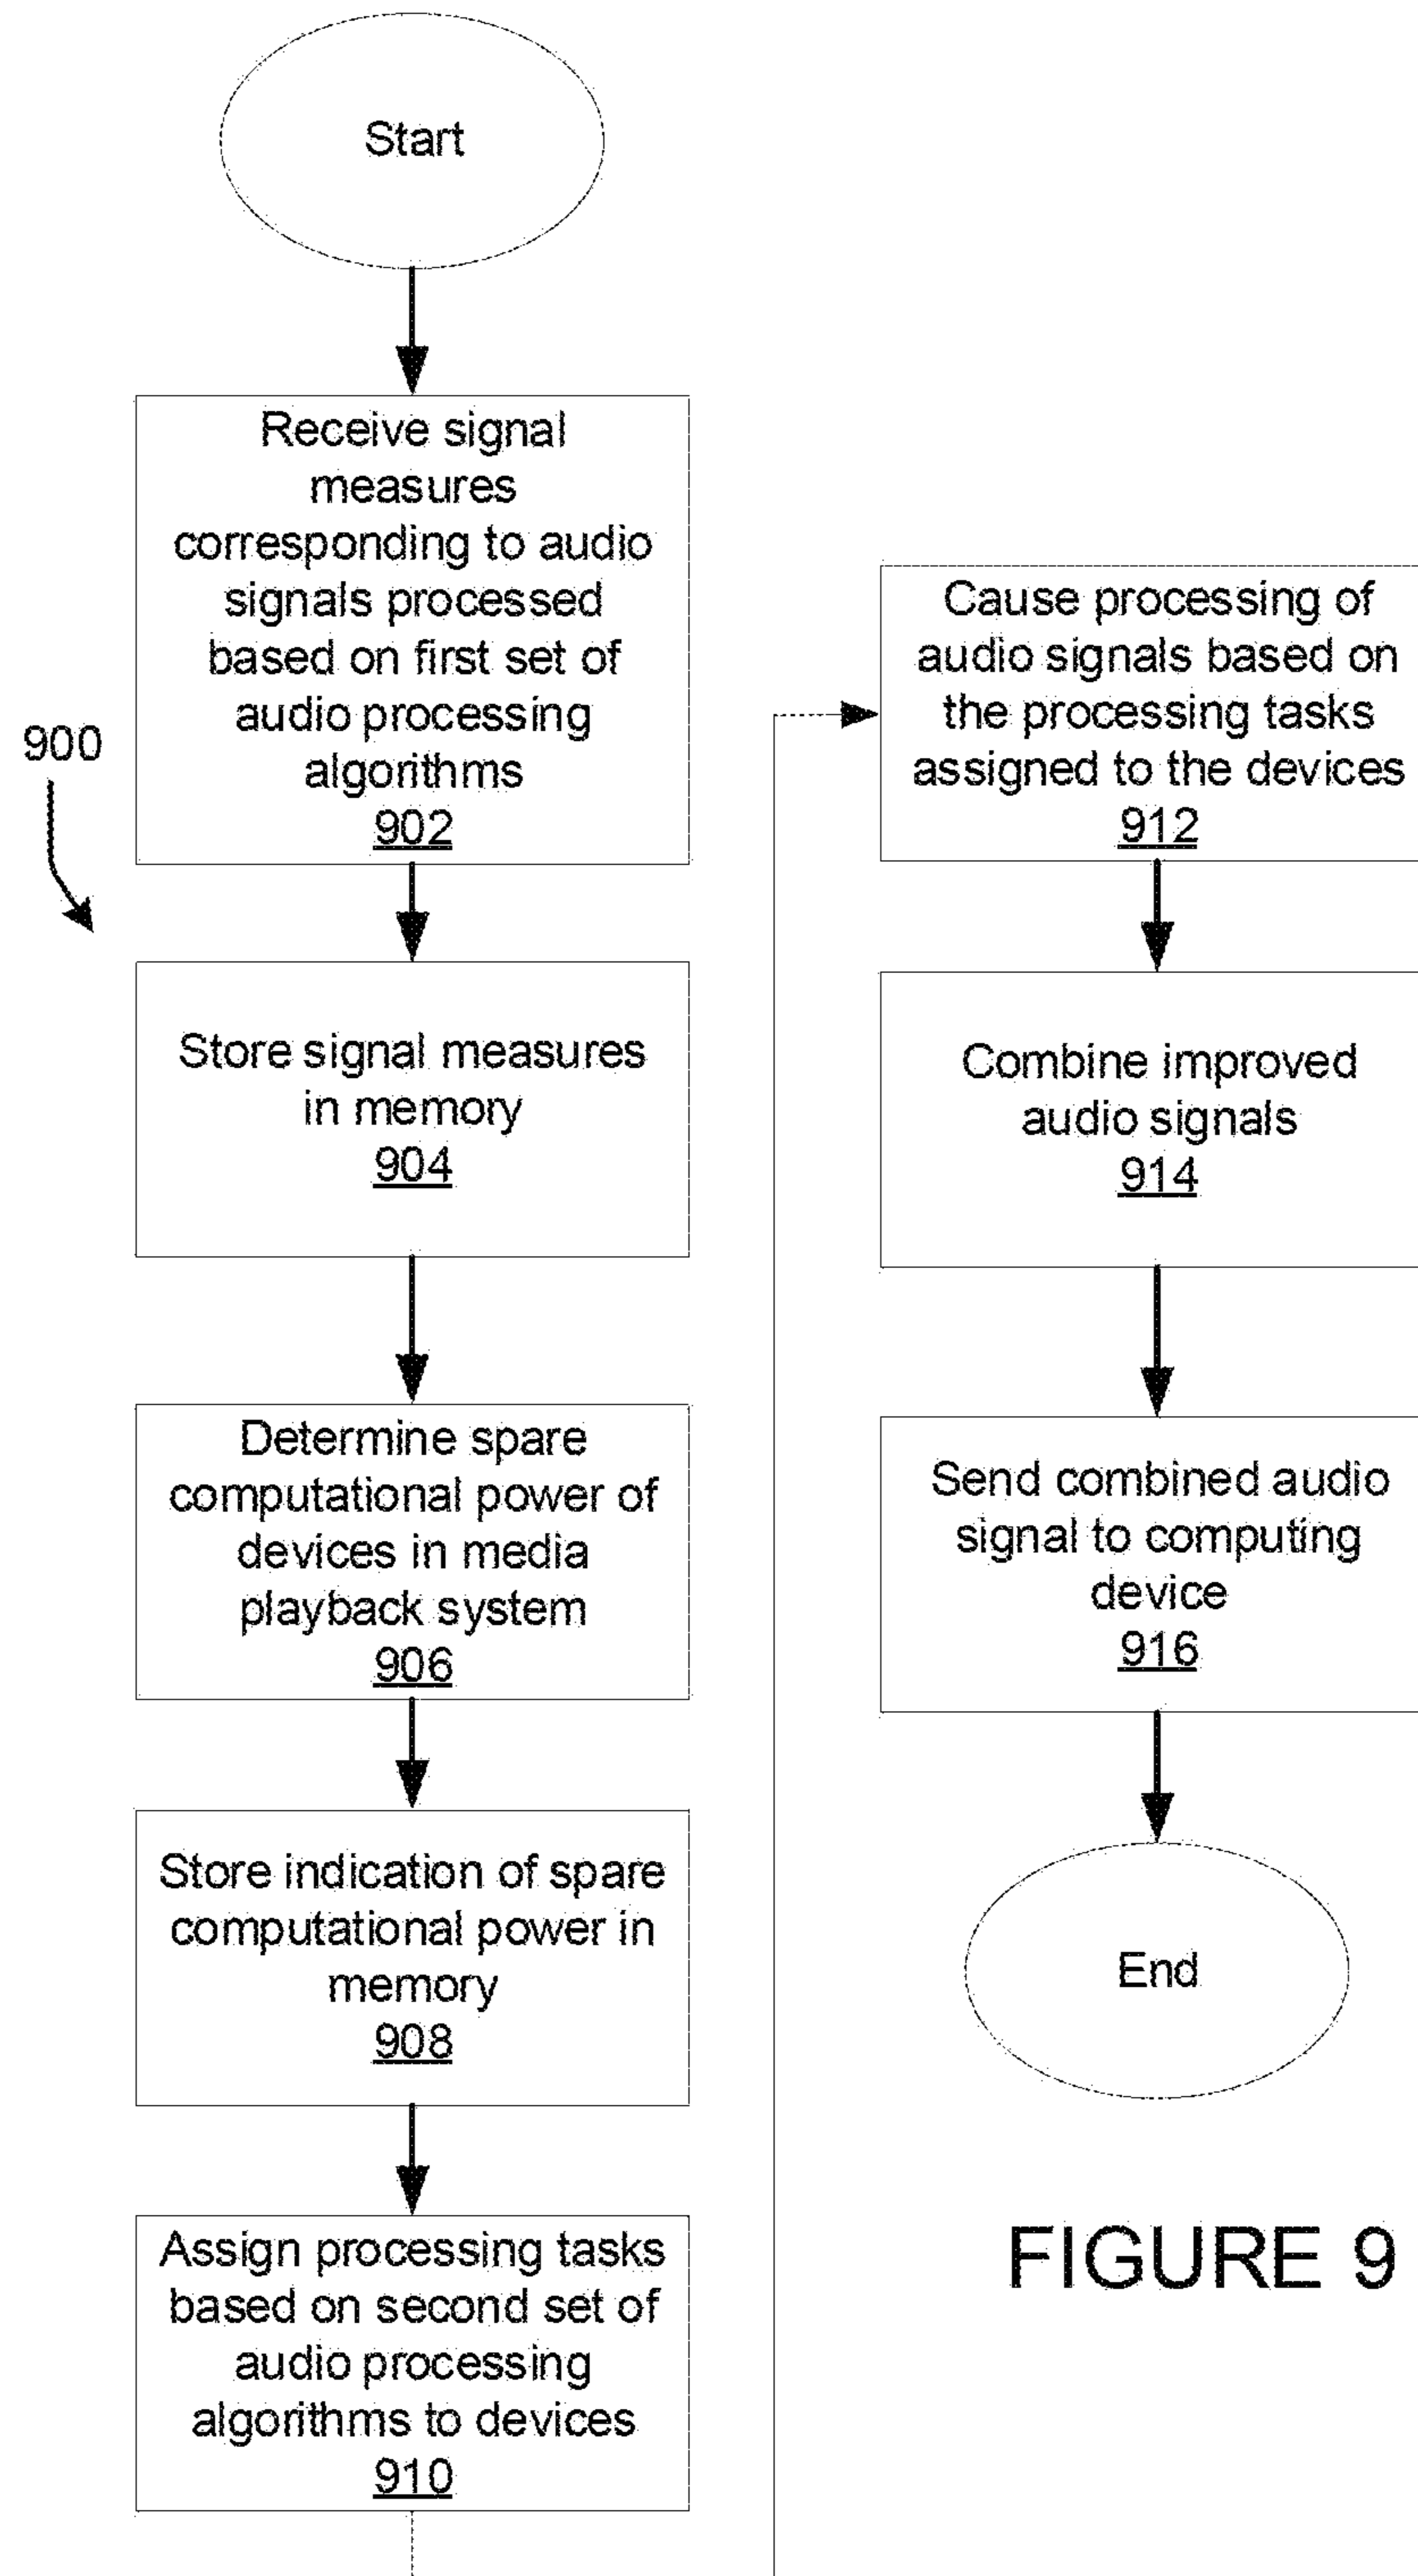 Start
Receive signal
measures
corresponding to audio
signals processed
based on first set of
audio processing
algorithms
902
900
Store signal measures
in memory
904
Determine spare
computational power of
devices in media
playback system
906
Store indication of spare
computational power in
memory
908
Assign processing tasks
based on second set of
audio processing
algorithms to devices
910
Cause processing of
audio signals based on
the processing tasks
assigned to the devices
912
Combine improved
audio signals
914
Send combined audio
signal to computing
device
916
End
FIGURE 9